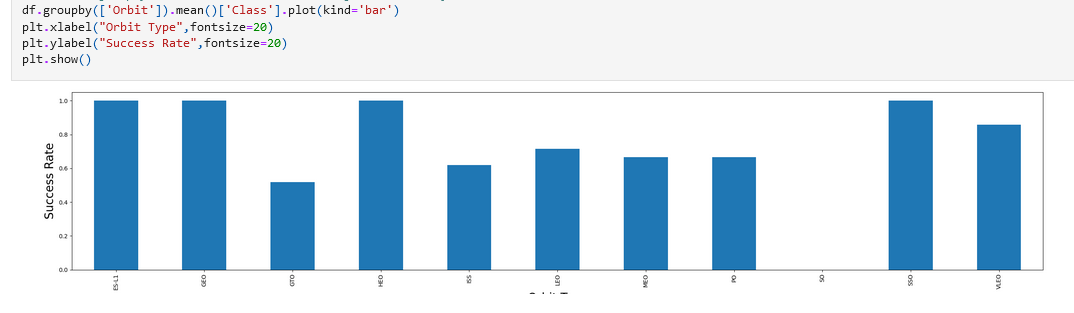 df.groupby(['Orbit']).mean()['Class'].plot(kind='bar')
plt.xlabel("Orbit Type",fontsize=20)
plt.ylabel("Success Rate",fontsize=20)
plt.show()
1.0
0.8
0.6
0.4
0.2
0.0
Success Rate
ES-L1
GEO
GTO
HEO
ISS
LEO
MEO
PO
SO
SSO
VLEO